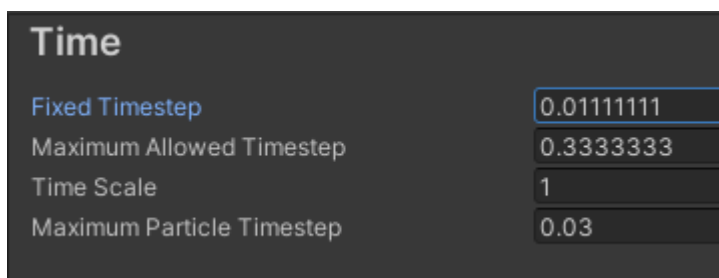 Time
Fixed Timestep 0.01111111
Maximum Allowed Timestep 0.3333333
Time Scale 1
Maximum Particle Timestep 0.03